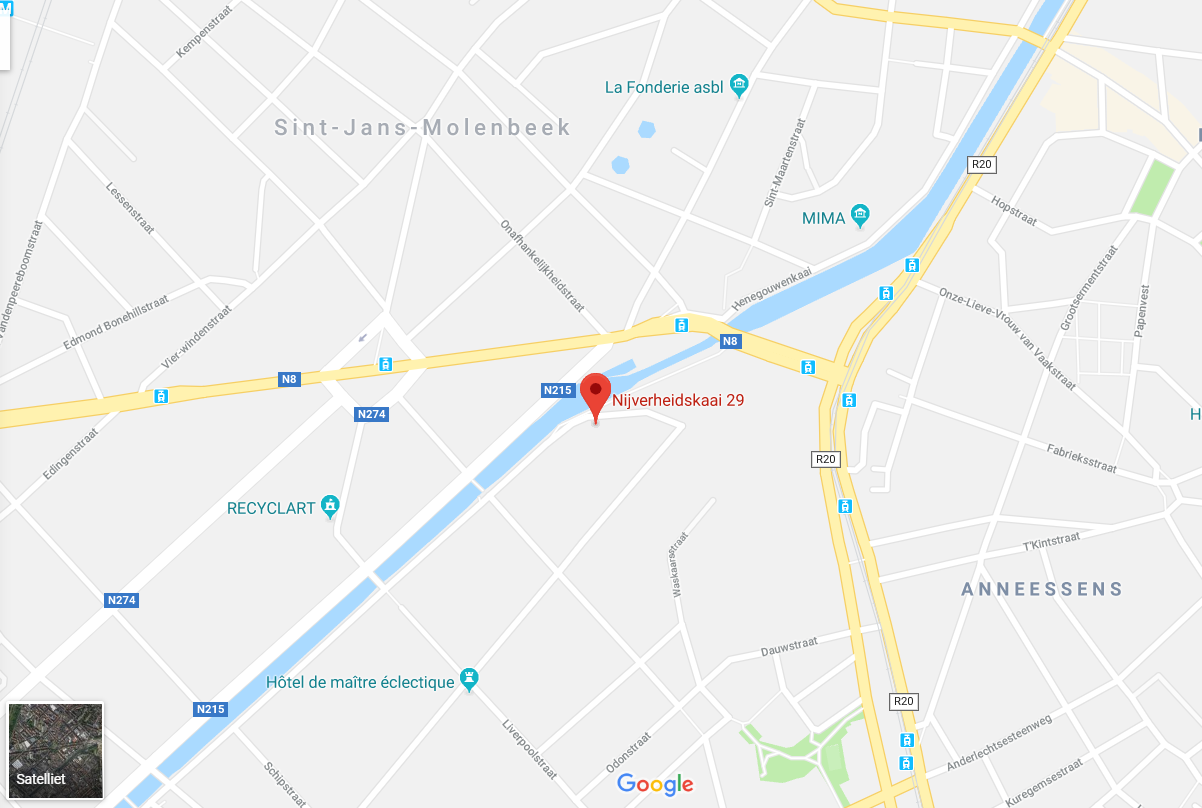 M
Kempenstraat
La Fonderie asbl
Sint-Jans-Molenbeek
Sint-Maartenstraat
R20
Lessenstraat
Hopstraat
MIMA
Onafhankelijkheidstraat
Vandenpeereboomstraat
Grootsermentstraat
Henegouwenkaai
Papenvest
Edmond Bonehillstraat
Vier-windenstraat
Onze-Lieve-Vrouw van Vaakstraat
N8
N8
N215
Nijverheidskaai 29
N274
H
Edingenstraat
Fabrieksstraat
R20
RECYCLART
T'Kintstraat
Waskaarsstraat
ANNEESSENS
N274
Dauwstraat
Hôtel de maître éclectique
R20
N215
Liverpoolstraat
Odonstraat
Anderlechtsesteenweg
Kuregemsestraat
Schipstraat
Satelliet
Google